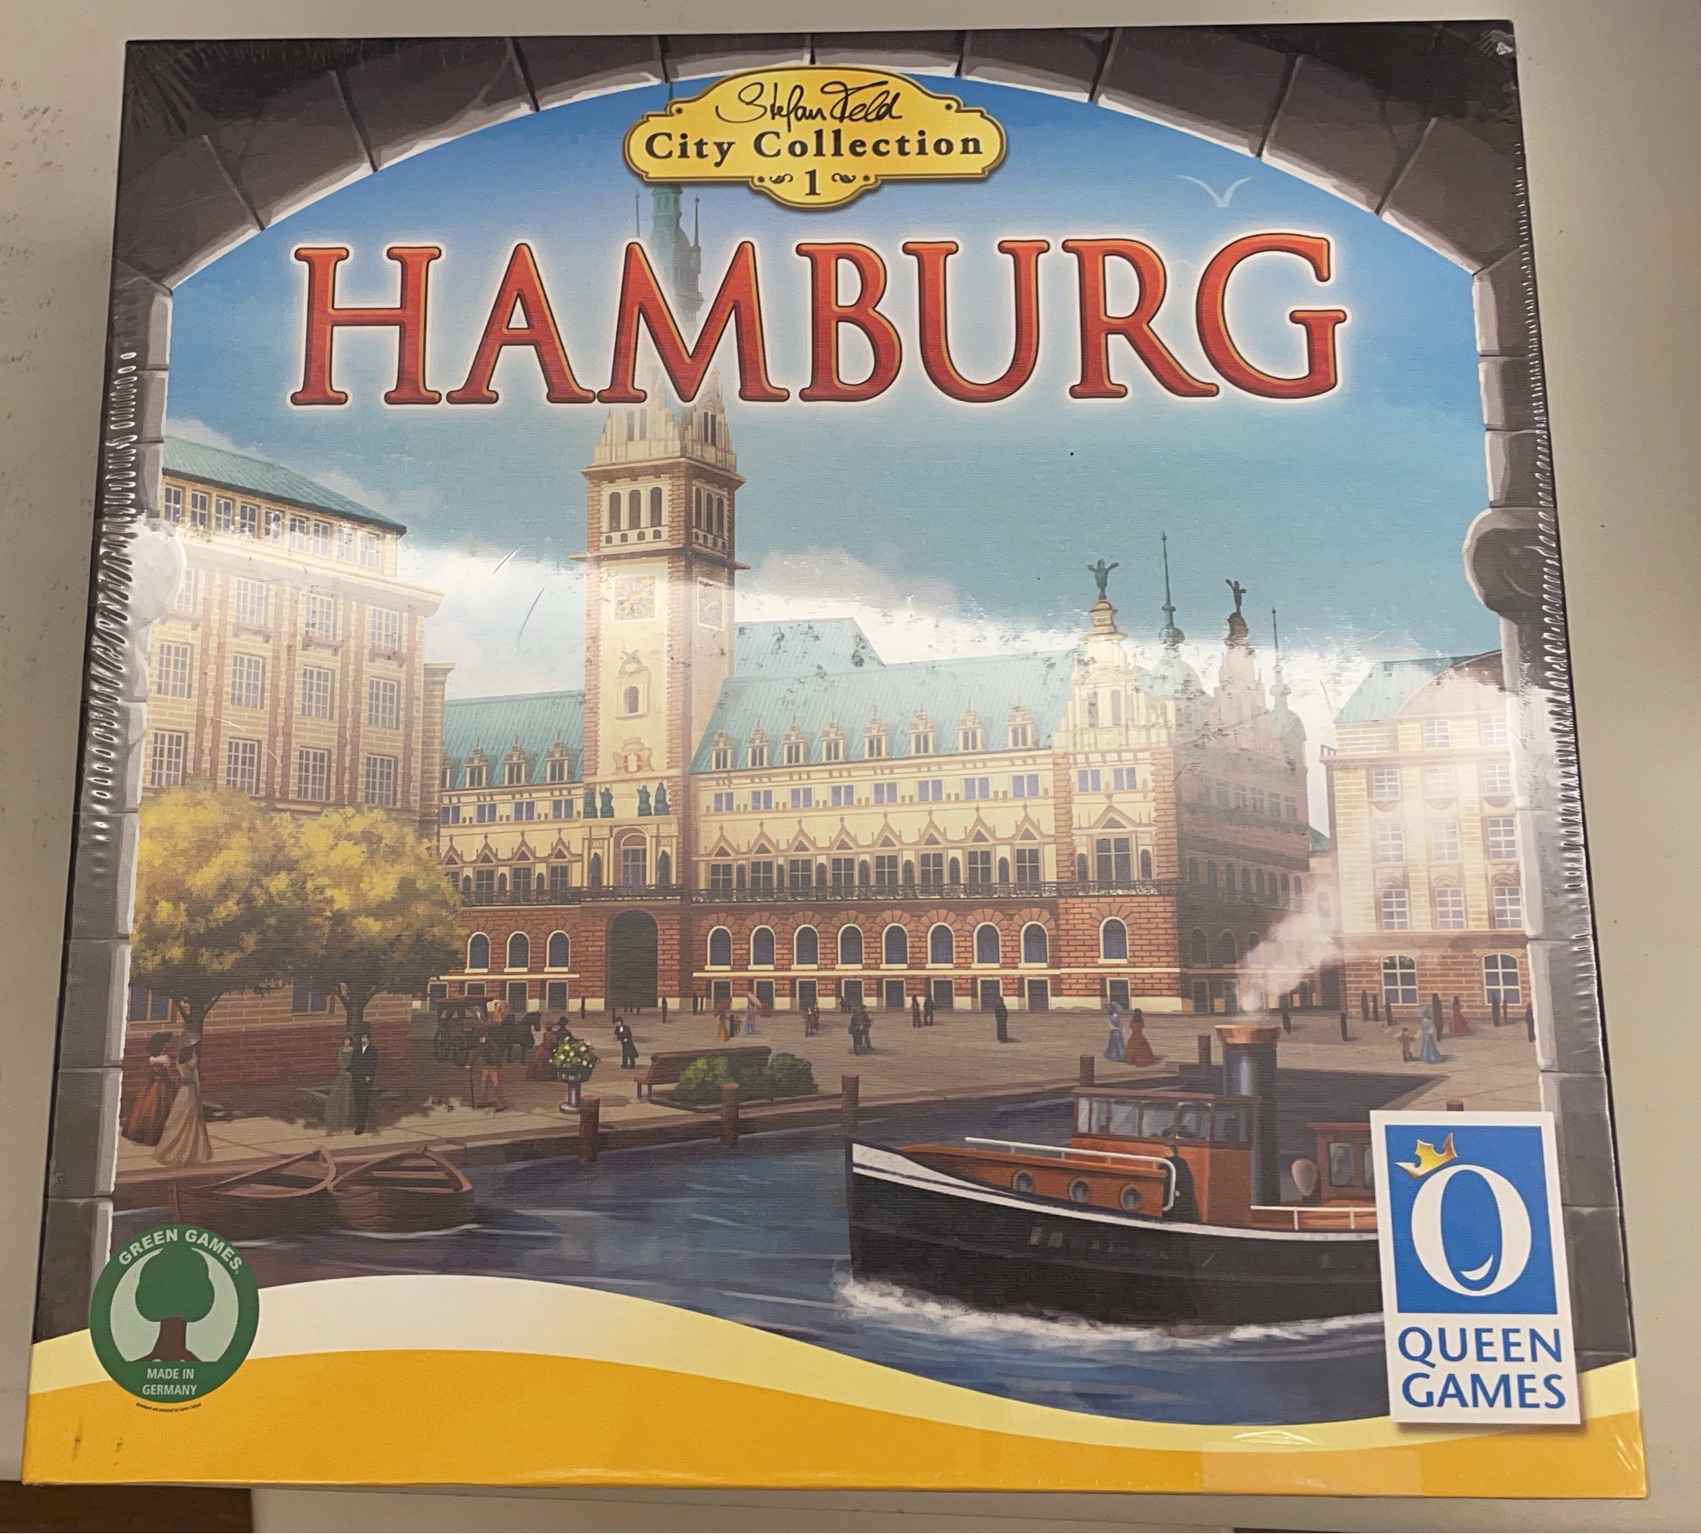 Stefan Feld
City Collection
1
HAMBURG
GREEN GAMES
MADE IN
GERMANY
QUEEN
GAMES